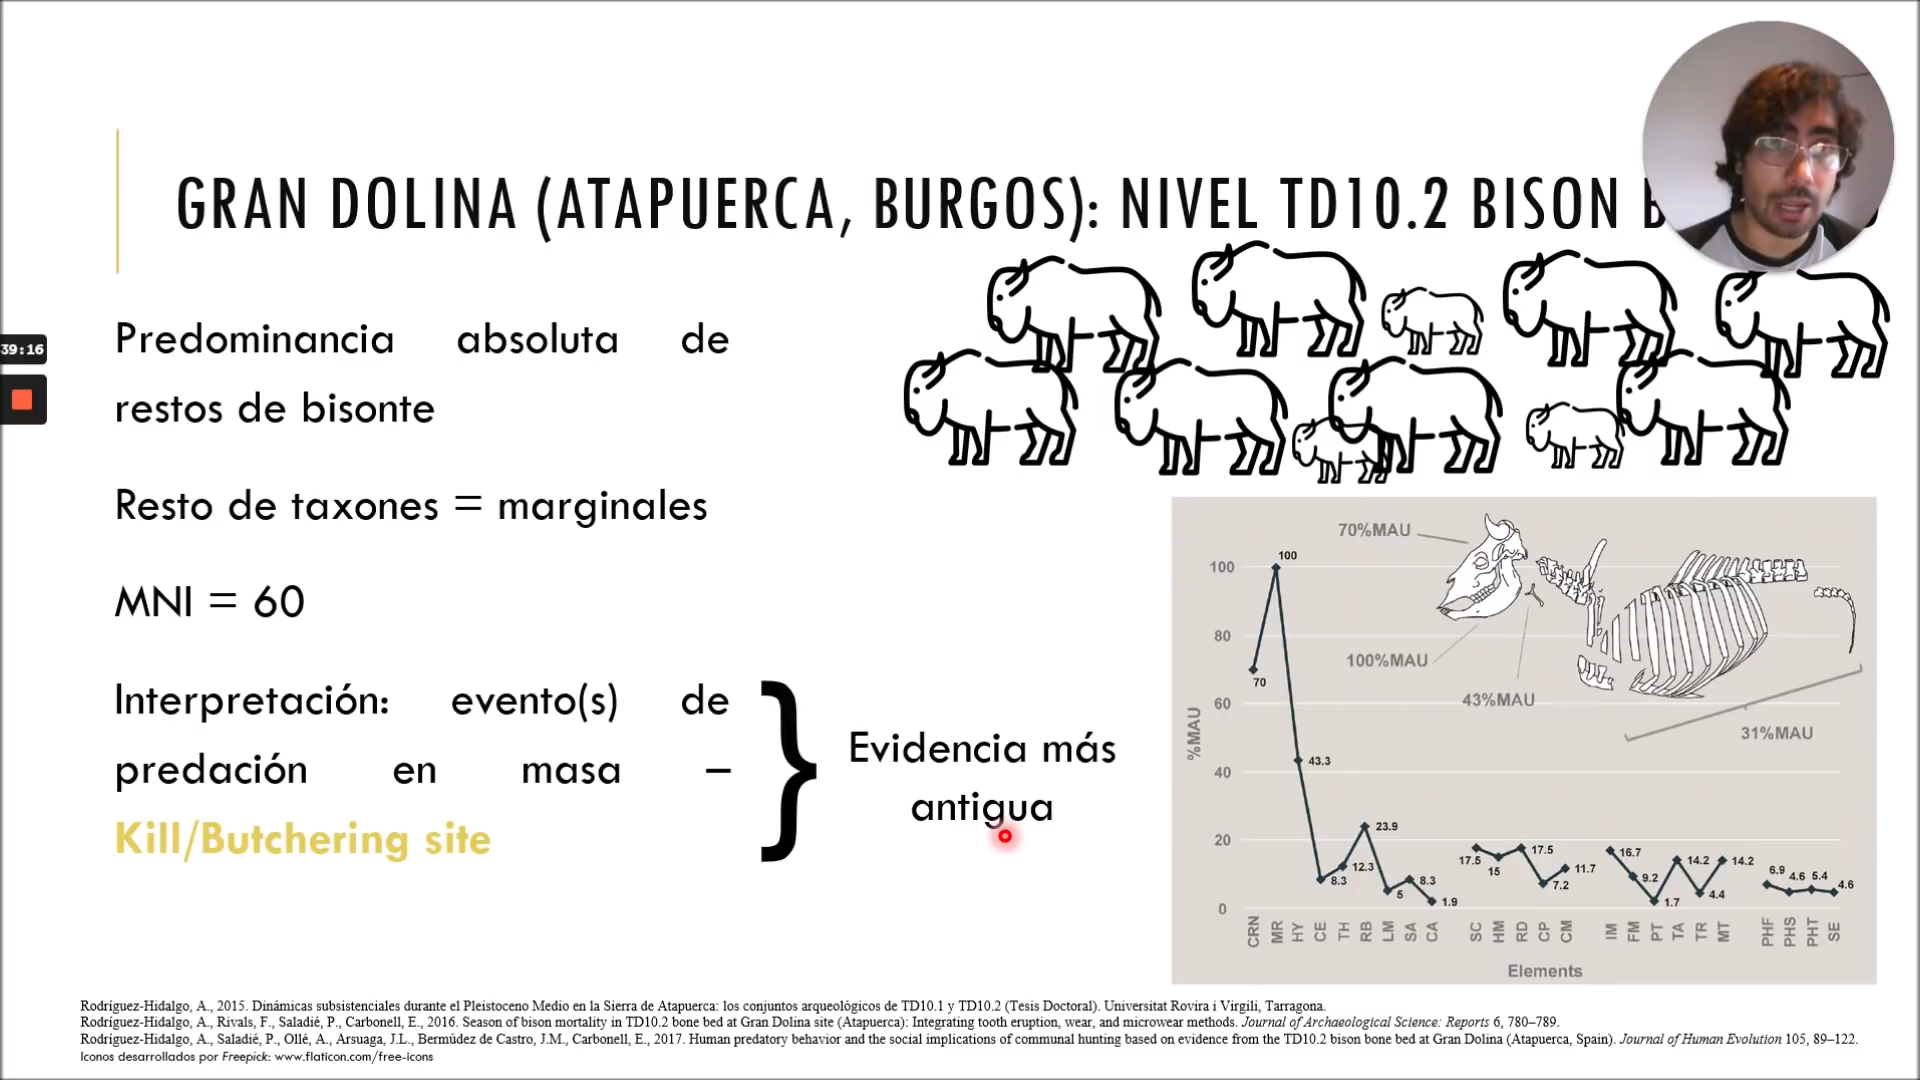 GRAN DOLINA (ATAPUERCA, BURGOS): NIVEL TD10.2 BISON
Predominancia absoluta de
restos de bisonte
39:16
Resto de taxones = marginales
MNI = 60
Interpretación: evento(s) de
predación en masa –
Kill/Butchering site
}
Evidencia más
antigua
70%MAU
100%MAU
43%MAU
31%MAU
%MAU
100
80
60
40
20
0
70
100
43.3
8.3
12.3
23.9
5
8.3
1.9
17.5
15
17.5
7.2
11.7
16.7
9.2
1.7
14.2
4.4
14.2
6.9
4.6
5.4
4.6
CRN MR HY CE TH RB LM SA CA SC HM RD CP CM IM FM PT TA TR MT PHF PHS PHT SE
Elements
Rodríguez-Hidalgo, A., 2015. Dinámicas subsistenciales durante el Pleistoceno Medio en la Sierra de Atapuerca: los conjuntos arqueológicos de TD10.1 y TD10.2 (Tesis Doctoral). Universitat Rovira i Virgili, Tarragona.
Rodríguez-Hidalgo, A., Rivals, F., Saladié, P., Carbonell, E., 2016. Season of bison mortality in TD10.2 bone bed at Gran Dolina site (Atapuerca): Integrating tooth eruption, wear, and microwear methods. Journal of Archaeological Science: Reports 6, 780–789.
Rodríguez-Hidalgo, A., Saladié, P., Ollé, A., Arsuaga, J.L., Bermúdez de Castro, J.M., Carbonell, E., 2017. Human predatory behavior and the social implications of communal hunting based on evidence from the TD10.2 bison bone bed at Gran Dolina (Atapuerca, Spain). Journal of Human Evolution 105, 89–122.
Iconos desarrollados por Freepick: www.flaticon.com/free-icons